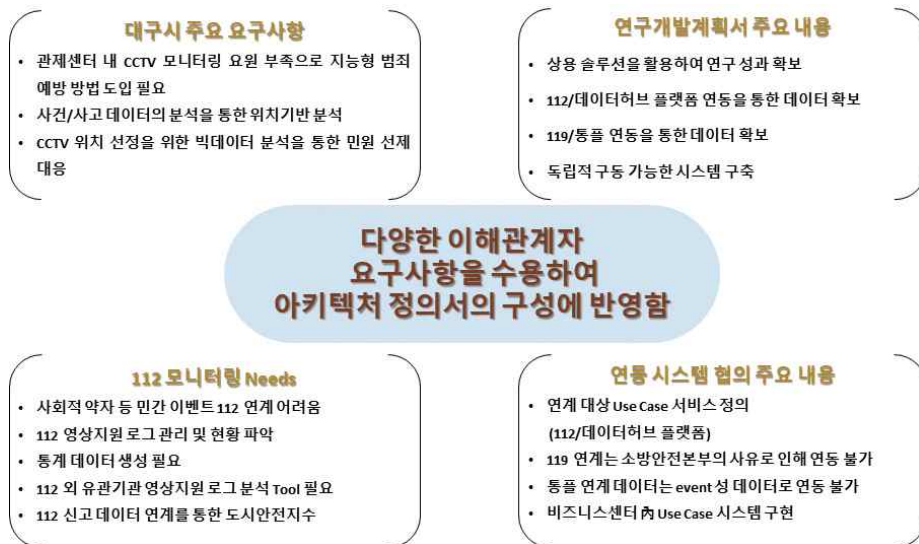 대구시 주요 요구사항
• 관제센터 내 CCTV 모니터링 요원 부족으로 지능형 범죄
예방 방법 도입 필요
• 사건/사고 데이터의 분석을 통한 위치기반 분석
• CCTV 위치 선정을 위한 빅데이터 분석을 통한 민원 선제
대응
연구개발계획서 주요 내용
• 상용 솔루션을 활용하여 연구 성과 확보
• 112/데이터허브 플랫폼 연동을 통한 데이터 확보
• 119/통플 연동을 통한 데이터 확보
• 독립적 구동 가능한 시스템 구축
다양한 이해관계자
요구사항을 수용하여
아키텍처 정의서의 구성에 반영함
112 모니터링 Needs
• 사회적 약자 등 민간 이벤트 112 연계 어려움
• 112 영상지원 로그 관리 및 현황 파악
• 통계 데이터 생성 필요
• 112 외 유관기관 영상지원 로그 분석 Tool 필요
• 112 신고 데이터 연계를 통한 도시안전지수
연동 시스템 협의 주요 내용
• 연계 대상 Use Case 서비스 정의
(112/데이터허브 플랫폼)
• 119 연계는 소방안전본부의 사유로 인해 연동 불가
• 통플 연계 데이터는 event 성 데이터로 연동 불가
• 비즈니스센터 內 Use Case 시스템 구현